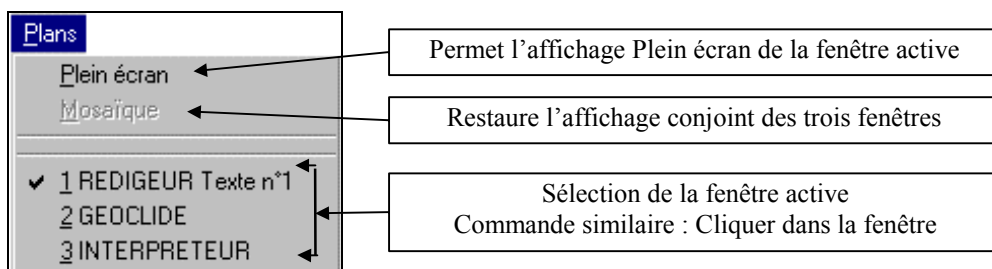 Plans
Plein écran
Mosaïque
✓ 1 REDIGEUR Texte n°1
2 GEOCLIDE
3 INTERPRETEUR
Permet l’affichage Plein écran de la fenêtre active
Restaure l’affichage conjoint des trois fenêtres
Sélection de la fenêtre active
Commande similaire : Cliquer dans la fenêtre